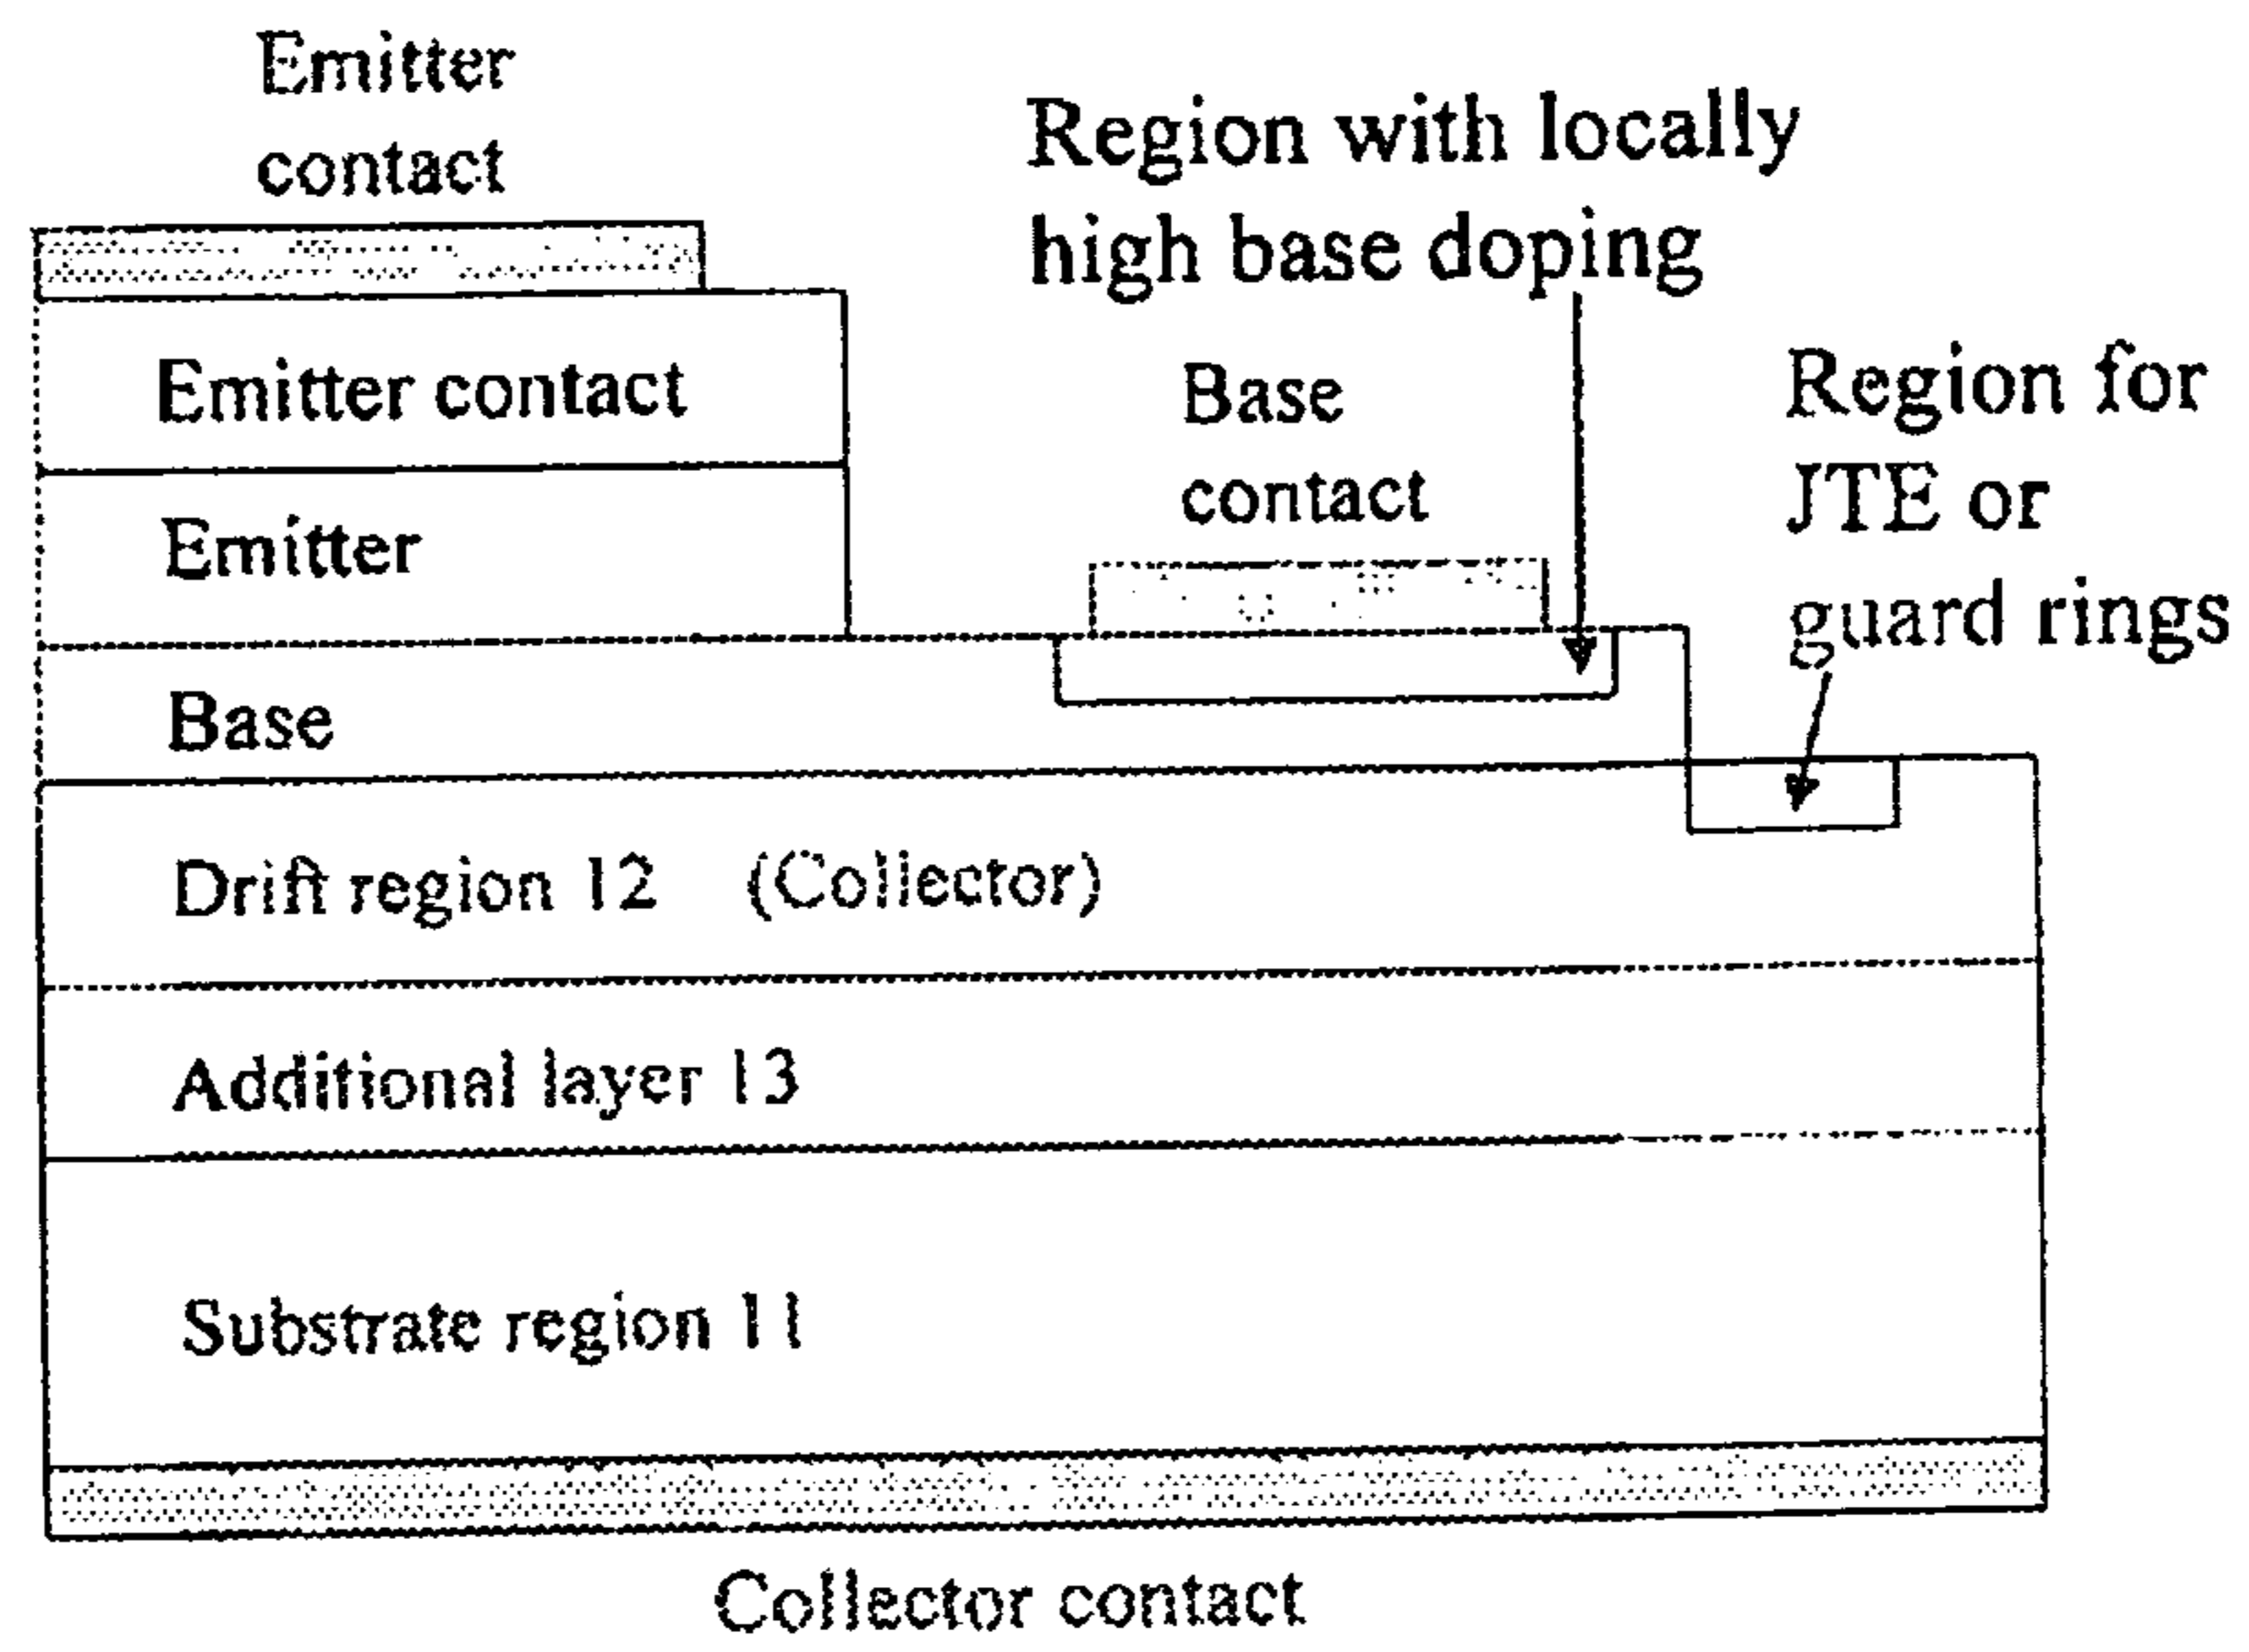 Emitter
contact
Region with locally
high base doping
Emitter contact
Base
contact
Region for
JTE or
guard rings
Emitter
Base
Drift region 12 (Collector)
Additional layer 13
Substrate region 11
Collector contact